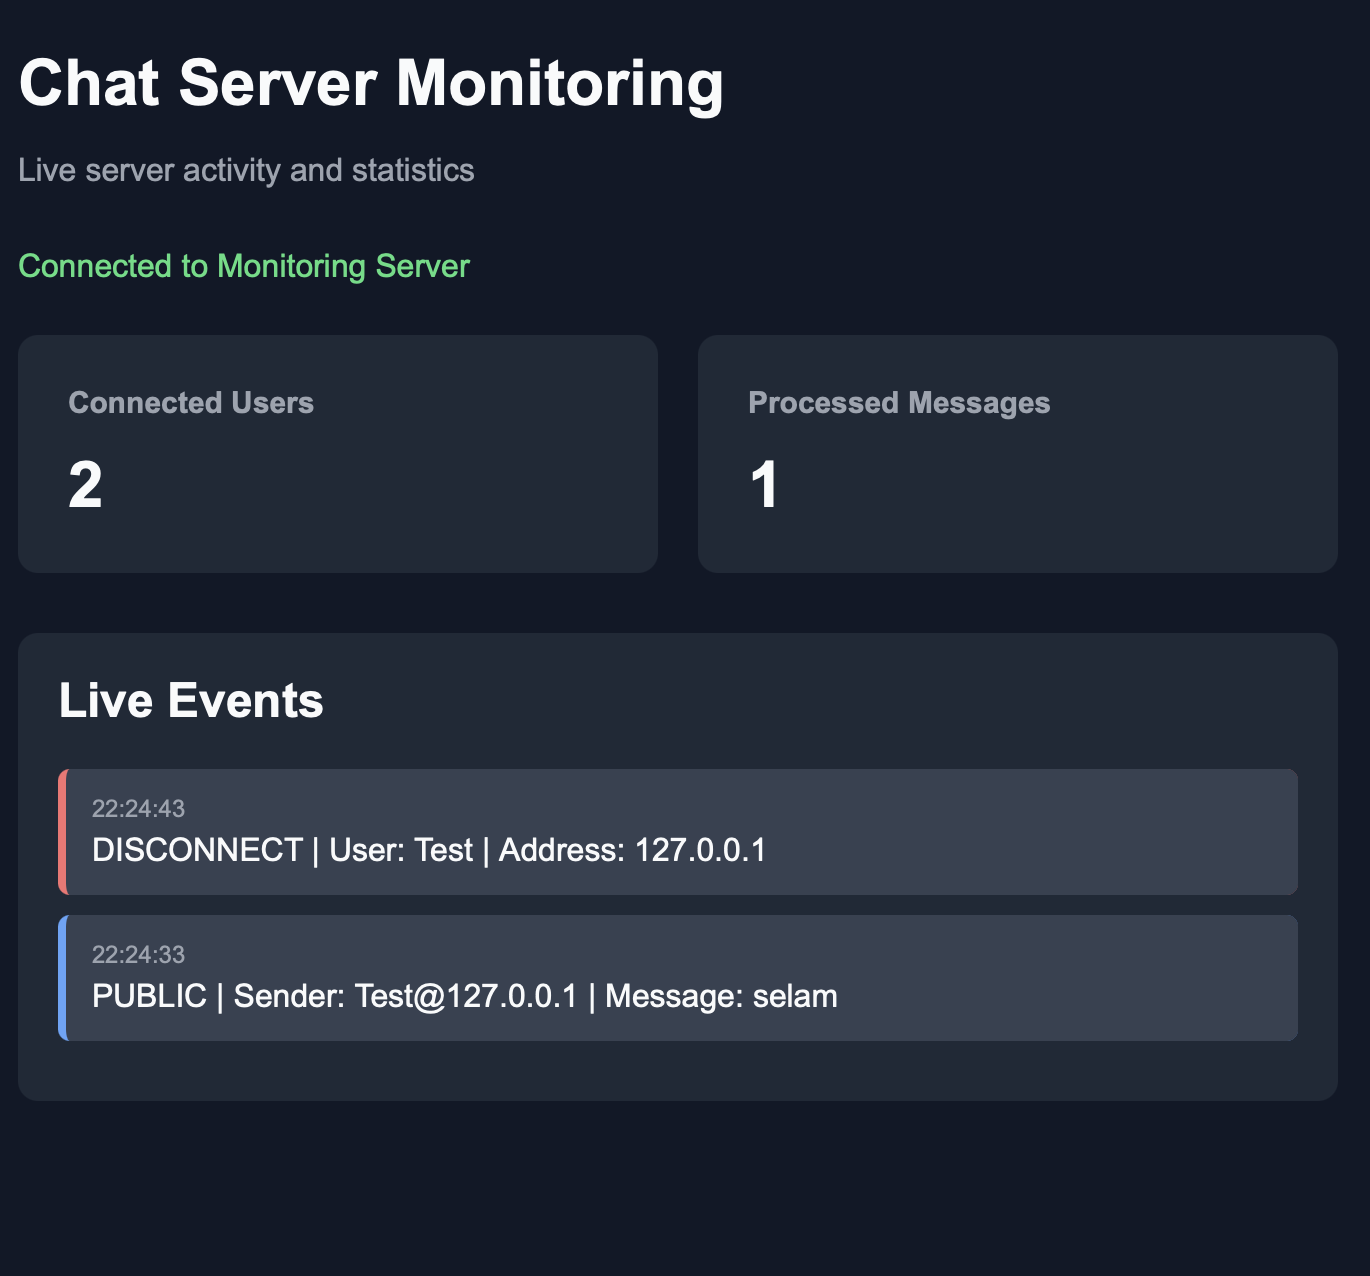 Chat Server Monitoring
Live server activity and statistics
Connected to Monitoring Server
Connected Users
2
Processed Messages
1
Live Events
22:24:43
DISCONNECT | User: Test | Address: 127.0.0.1
22:24:33
PUBLIC | Sender: Test@127.0.0.1 | Message: selam